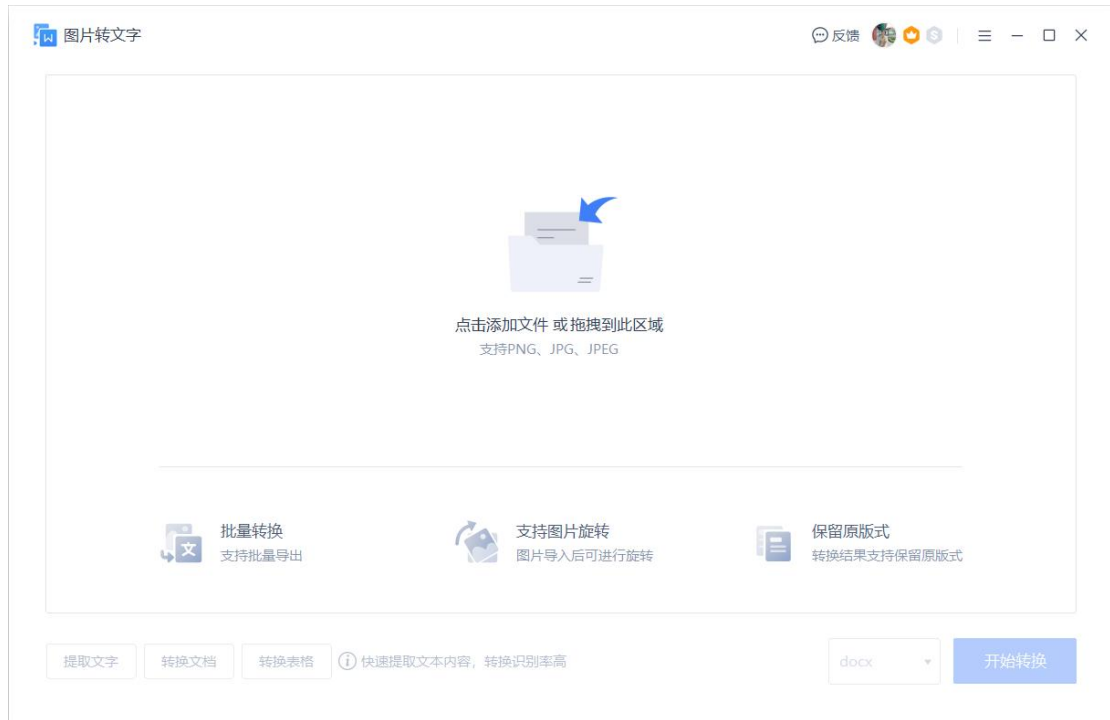 图片转文字
反馈
点击添加文件 或 拖拽到此区域
支持PNG、JPG、JPEG
批量转换
支持批量导出
支持图片旋转
图片导入后可进行旋转
保留原版式
转换结果支持保留原版式
提取文字
转换文档
转换表格
快速提取文本内容，转换识别率高
docx
开始转换